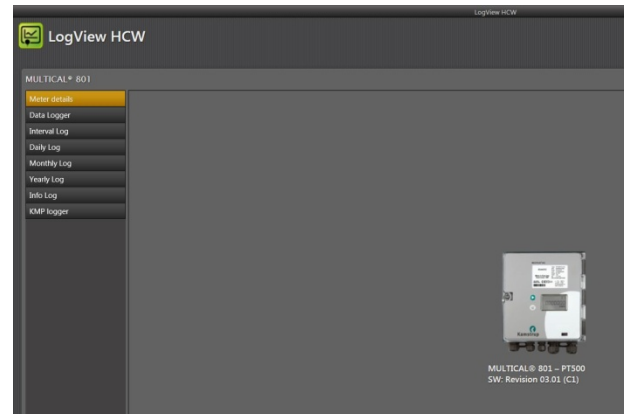 LogView HCW
LogView HCW
MULTICAL® 801
Meter details
Data Logger
Interval Log
Daily Log
Monthly Log
Yearly Log
Info Log
KMP logger
kamstrup
MULTICAL® 801 – PT500
SW: Revision 03.01 (C1)